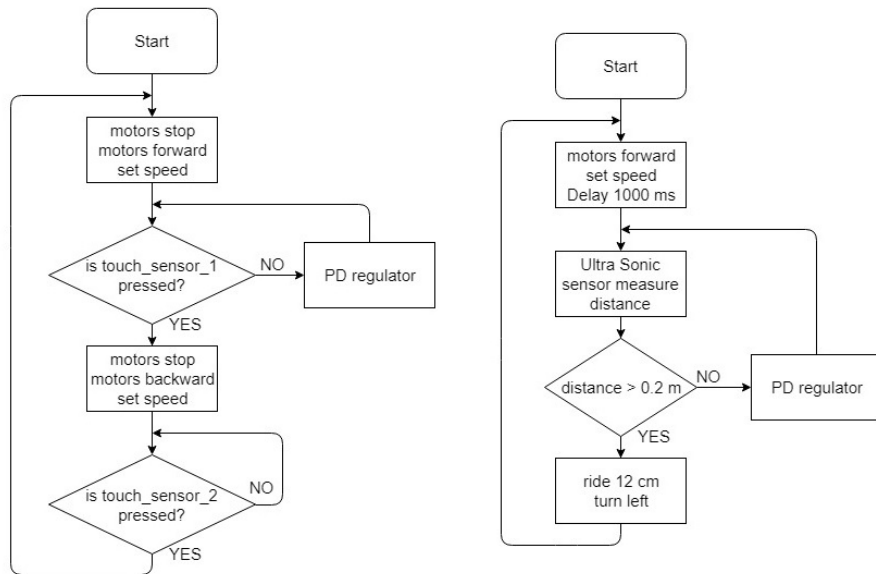 Start
motors stop
motors forward
set speed
is touch_sensor_1
pressed?
NO
PD regulator
YES
motors stop
motors backward
set speed
is touch_sensor_2
pressed?
NO
YES
Start
motors forward
set speed
Delay 1000 ms
Ultra Sonic
sensor measure
distance
distance > 0.2 m
NO
PD regulator
YES
ride 12 cm
turn left